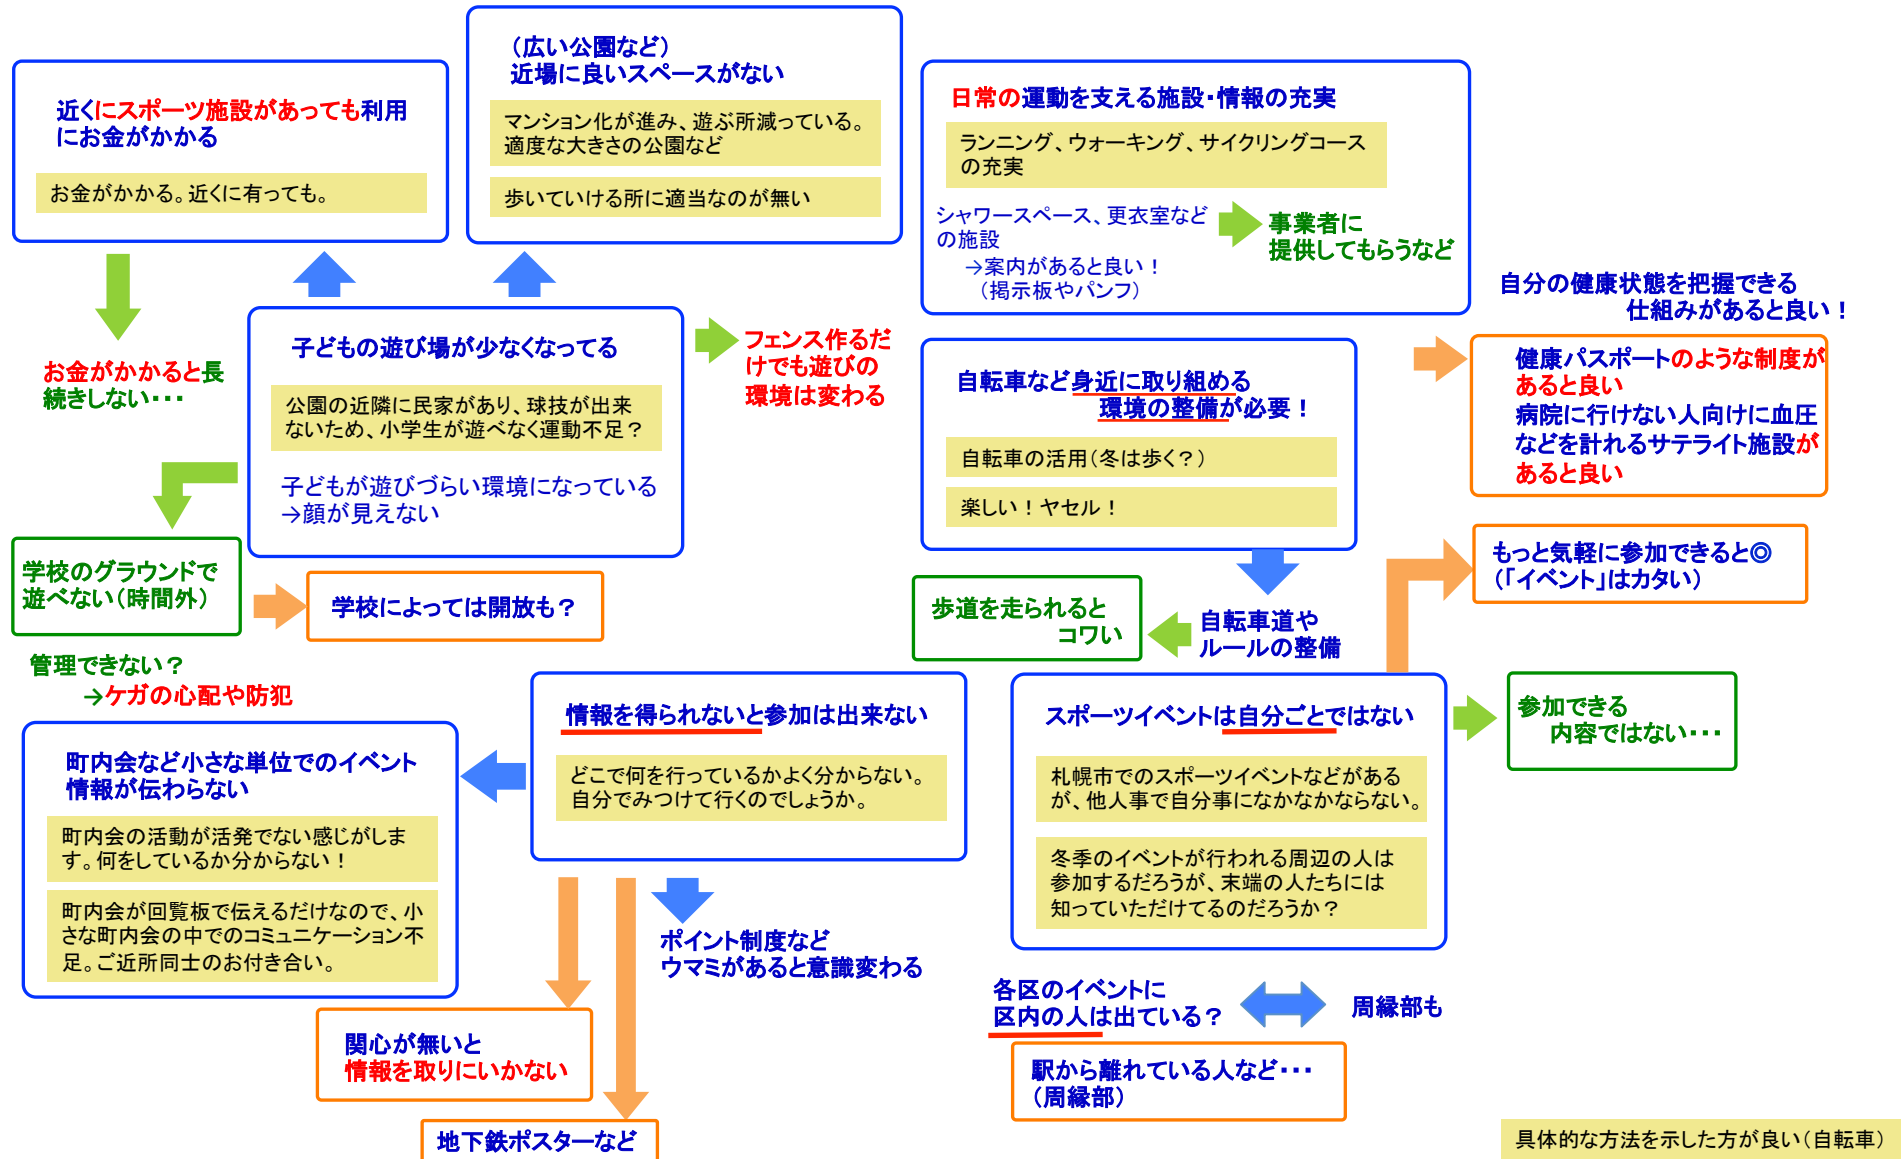 (広い公園など)
近場に良いスペースがない
マンション化が進み、遊ぶ所減っている。
適度な大きさの公園など
歩いていける所に適当なのが無い
近くにスポーツ施設があっても利用
にお金がかかる
お金がかかる。近くに有っても。
日常の運動を支える施設・情報の充実
ランニング、ウォーキング、サイクリングコース
の充実
シャワースペース、更衣室など
の施設
→案内があると良い！
（掲示板やパンフ）
事業者に
提供してもらうなど
自分の健康状態を把握できる
仕組みがあると良い！
健康パスポートのような制度が
あると良い
病院に行けない人向けに血圧
などを計れるサテライト施設が
あると良い
お金がかかると長
続きしない・・・
子どもの遊び場が少なくなってる
公園の近隣に民家があり、球技が出来
ないため、小学生が遊べなく運動不足？
子どもが遊びづらい環境になっている
→顔が見えない
フェンス作るだ
けでも遊びの
環境は変わる
自転車など身近に取り組める
環境の整備が必要！
自転車の活用（冬は歩く？）
楽しい！ヤセル！
学校のグラウンドで
遊べない（時間外）
学校によっては開放も？
管理できない？
→ケガの心配や防犯
歩道を走られると
コワい
自転車道や
ルールの整備
もっと気軽に参加できると◎
（「イベント」はカタい）
町内会など小さな単位でのイベント
情報が伝わらない
町内会の活動が活発でない感じがしま
す。何をしているか分からない！
町内会が回覧板で伝えるだけなので、小
さな町内会の中でのコミュニケーション不
足。ご近所同士のお付き合い。
情報を得られないと参加は出来ない
どこで何を行っているかよく分からない。
自分でみつけて行くのでしょうか。
スポーツイベントは自分ごとではない
札幌市でのスポーツイベントなどがある
が、他人事で自分事になかなかならない。
冬季のイベントが行われる周辺の人は
参加するだろうが、末端の人たちには
知っていただけてるのだろうか？
参加できる
内容ではない・・・
ポイント制度など
ウマミがあると意識変わる
関心が無いと
情報を取りにいかない
地下鉄ポスターなど
各区のイベントに
区内の人は出ている？
周縁部も
駅から離れている人など・・・
（周縁部）
具体的な方法を示した方が良い（自転車）